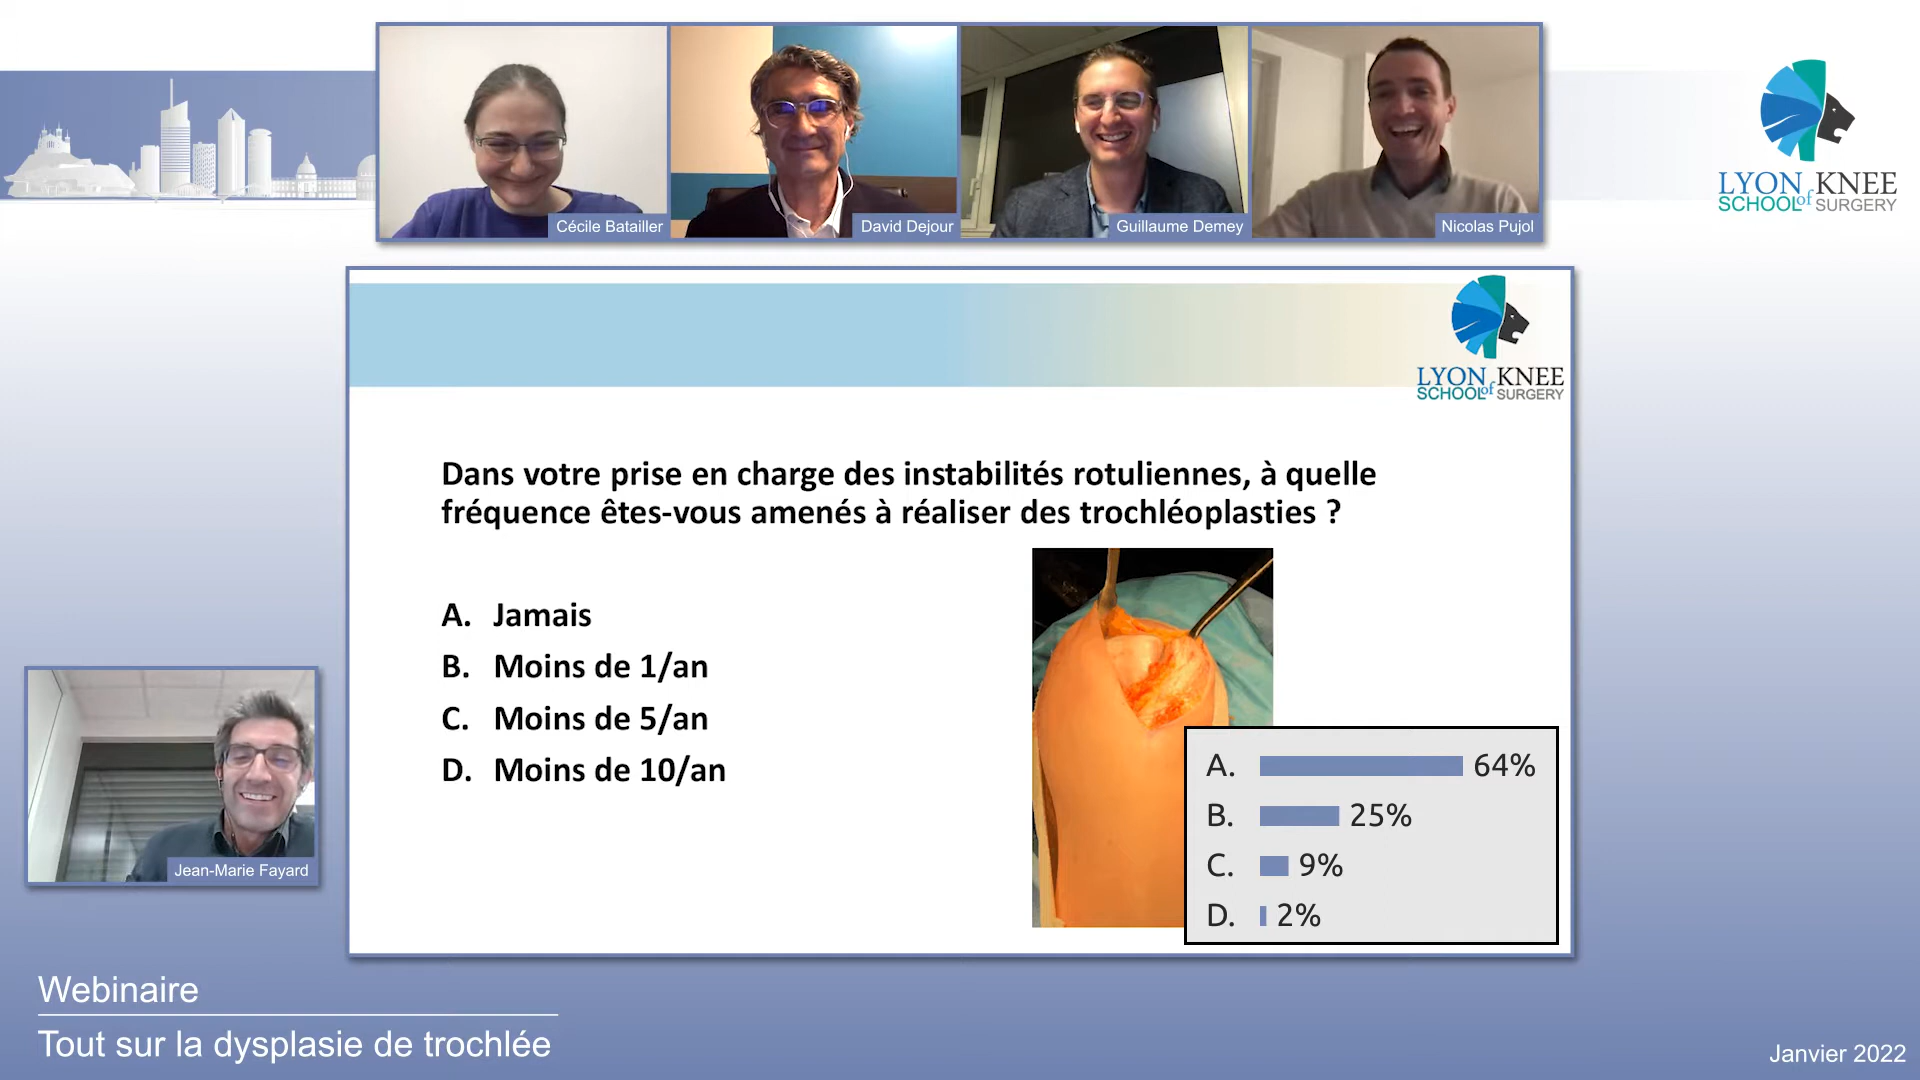 Cécile Batailler
David Dejour
Guillaume Demey
Nicolas Pujol
LYON KNEE
SCHOOL of SURGERY
LYON KNEE
SCHOOL of SURGERY
Dans votre prise en charge des instabilités rotuliennes, à quelle
fréquence êtes-vous amenés à réaliser des trochléoplasties ?
A. Jamais
B. Moins de 1/an
C. Moins de 5/an
D. Moins de 10/an
A. 64%
B. 25%
C. 9%
D. 2%
Jean-Marie Fayard
Webinaire
Tout sur la dysplasie de trochlée
Janvier 2022